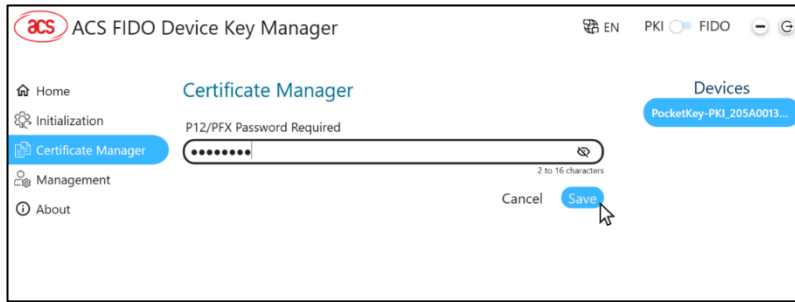 acs ACS FIDO Device Key Manager
EN PKI FIDO
Home
Initialization
Certificate Manager
Management
About
Certificate Manager
P12/PFX Password Required
••••••••
2 to 16 characters
Cancel Save
Devices
PocketKey-PKI_205A0013...